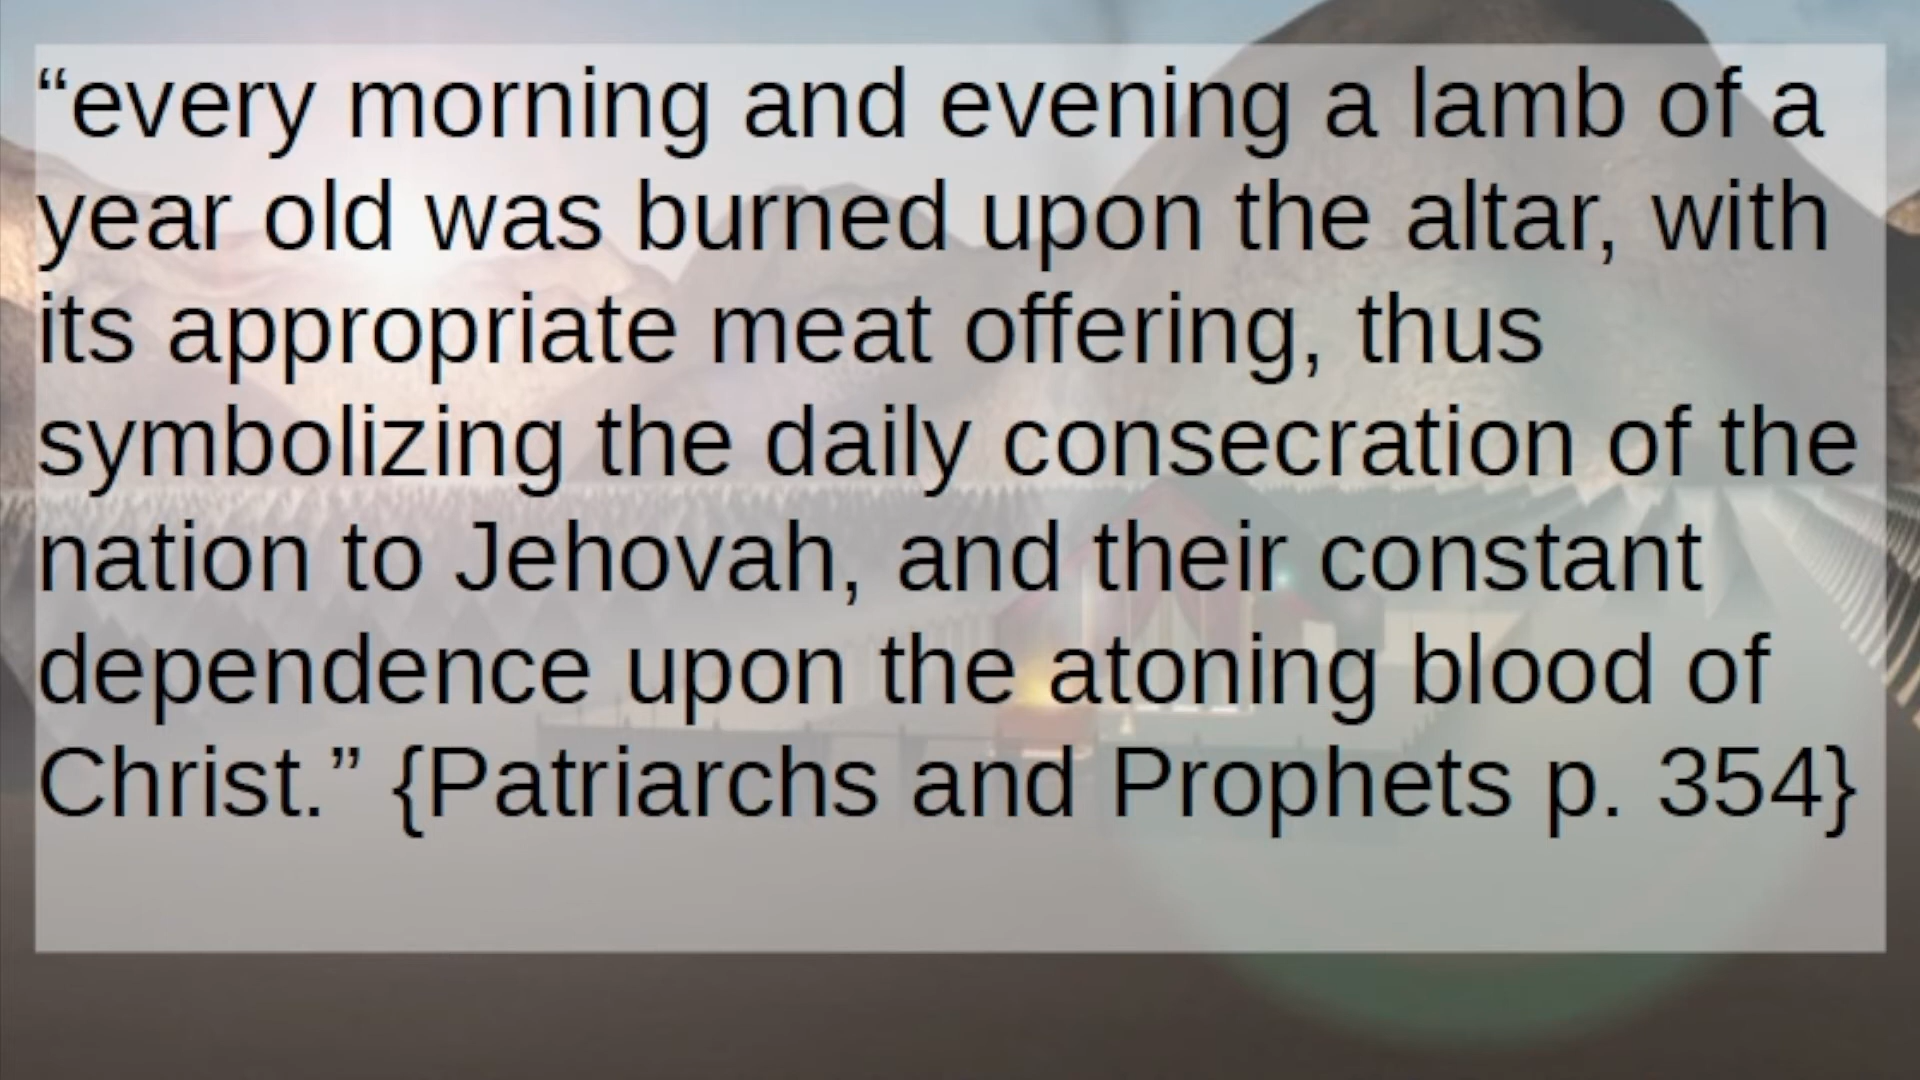 “every morning and evening a lamb of a
year old was burned upon the altar, with
its appropriate meat offering, thus
symbolizing the daily consecration of the
nation to Jehovah, and their constant
dependence upon the atoning blood of
Christ.” {Patriarchs and Prophets p. 354}